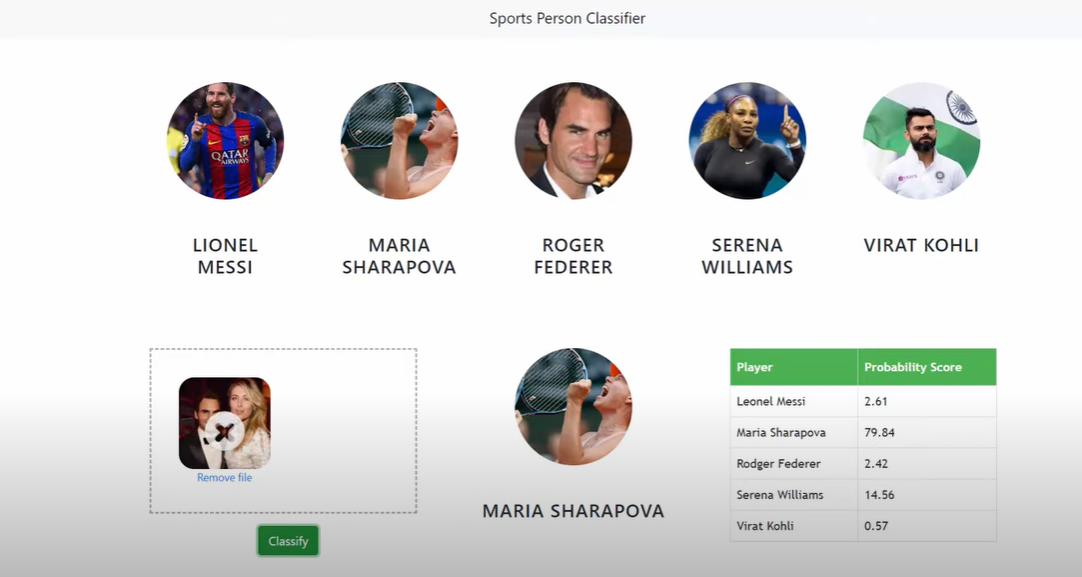 Sports Person Classifier
QATAR
AIRWAYS
LIONEL
MESSI
MARIA
SHARAPOVA
ROGER
FEDERER
SERENA
WILLIAMS
VIRAT KOHLI
Remove file
Classify
MARIA SHARAPOVA
Player Probability Score
Leonel Messi 2.61
Maria Sharapova 79.84
Rodger Federer 2.42
Serena Williams 14.56
Virat Kohli 0.57